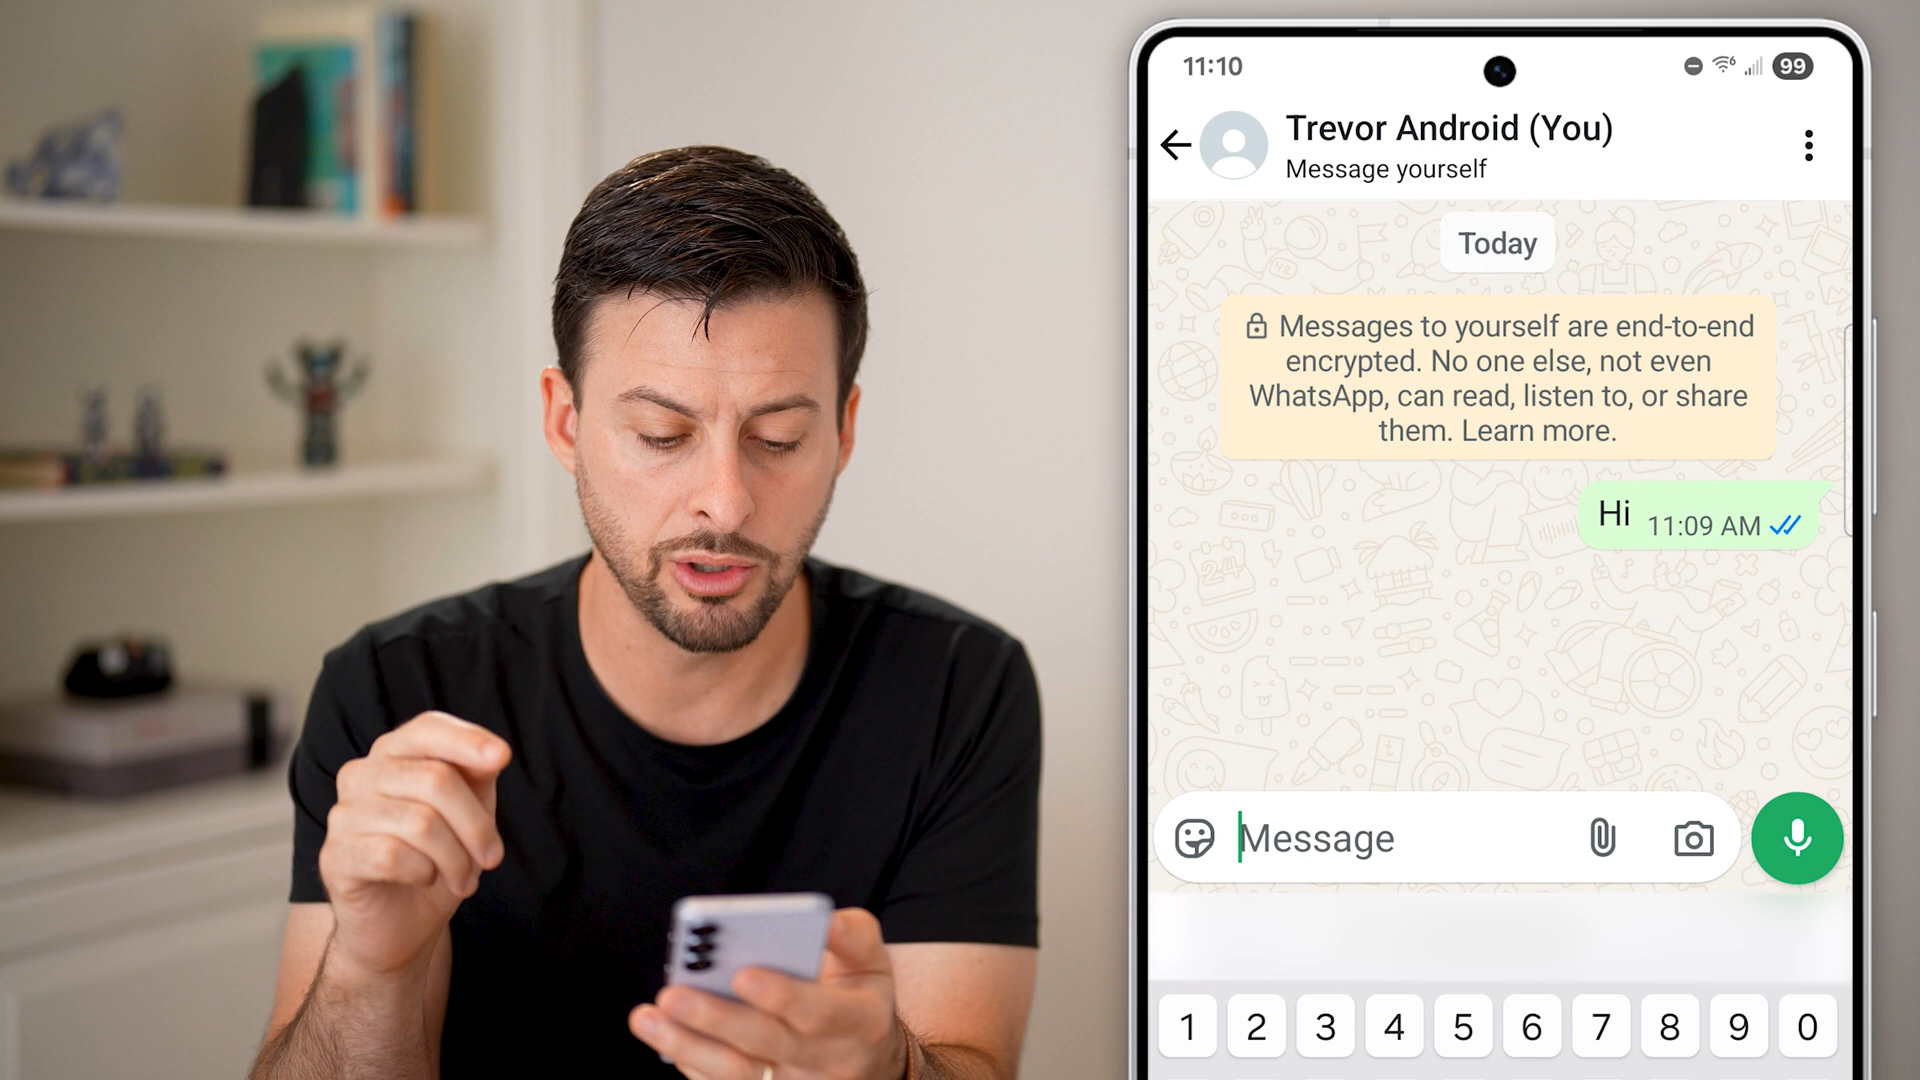 11:10
6
99
Trevor Android (You)
Message yourself
Today
Messages to yourself are end-to-end
encrypted. No one else, not even
WhatsApp, can read, listen to, or share
them. Learn more.
Hi 11:09 AM
Message
1 2 3 4 5 6 7 8 9 0